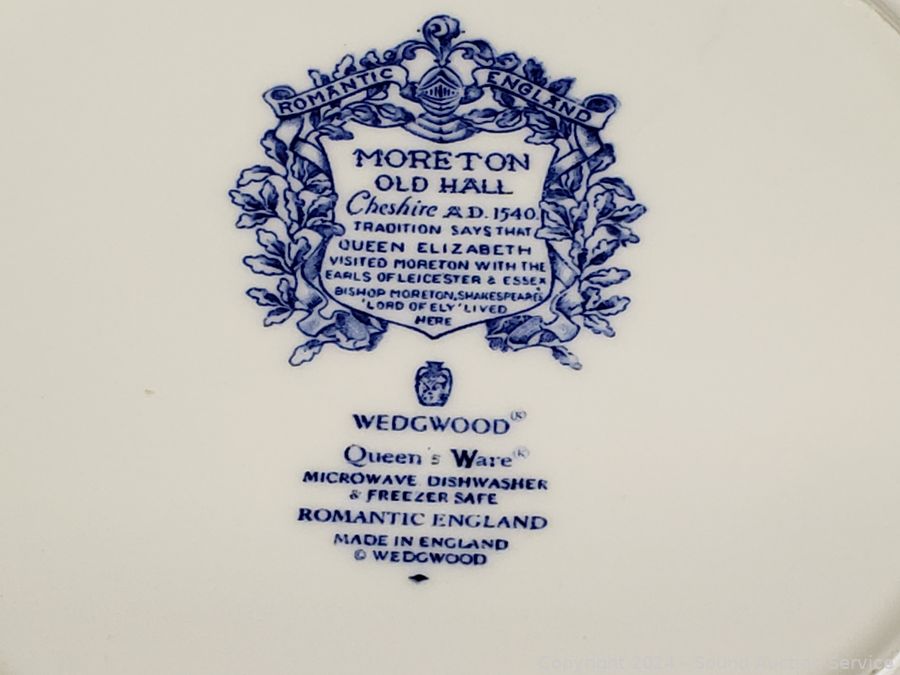 ROMANTIC ENGLAND
MORETON
OLD HALL
Cheshire A.D. 1540.
TRADITION SAYS THAT
QUEEN ELIZABETH
VISITED MORETON WITH THE
EARLS OF LEICESTER & ESSEX
BISHOP MORETON, SHAKESPEARE'S
'LORD OF ELY' LIVED
HERE
WEDGWOOD®
Queen's Ware®
MICROWAVE DISHWASHER
& FREEZER SAFE
ROMANTIC ENGLAND
MADE IN ENGLAND
© WEDGWOOD
Copyright 2024 - Sound Auction Service